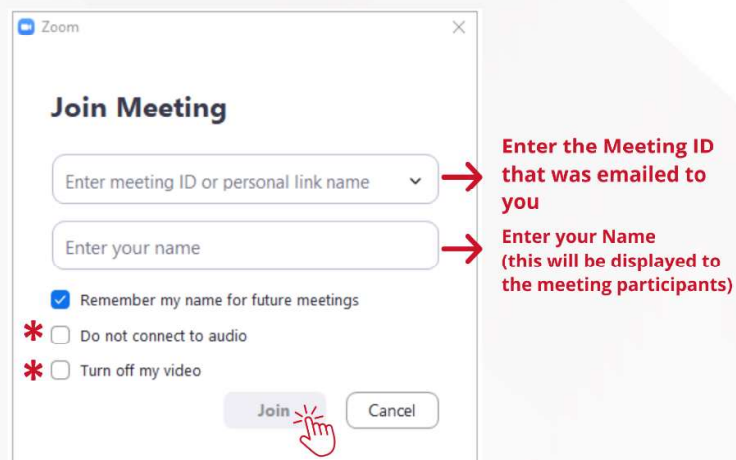 Zoom
Join Meeting
Enter meeting ID or personal link name
Enter the Meeting ID
that was emailed to
you
Enter your name
Enter your Name
(this will be displayed to
the meeting participants)
Remember my name for future meetings
* Do not connect to audio
* Turn off my video
Join
Cancel